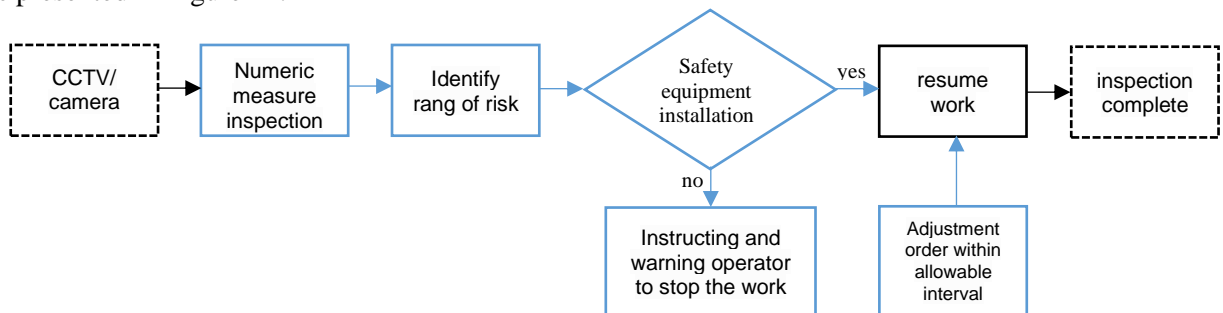 presented
CCTV/
camera
Numeric
measure
inspection
Identify
rang of risk
Safety
equipment
installation
yes
resume
work
inspection
complete
no
Instructing and
warning operator
to stop the work
Adjustment
order within
allowable
interval